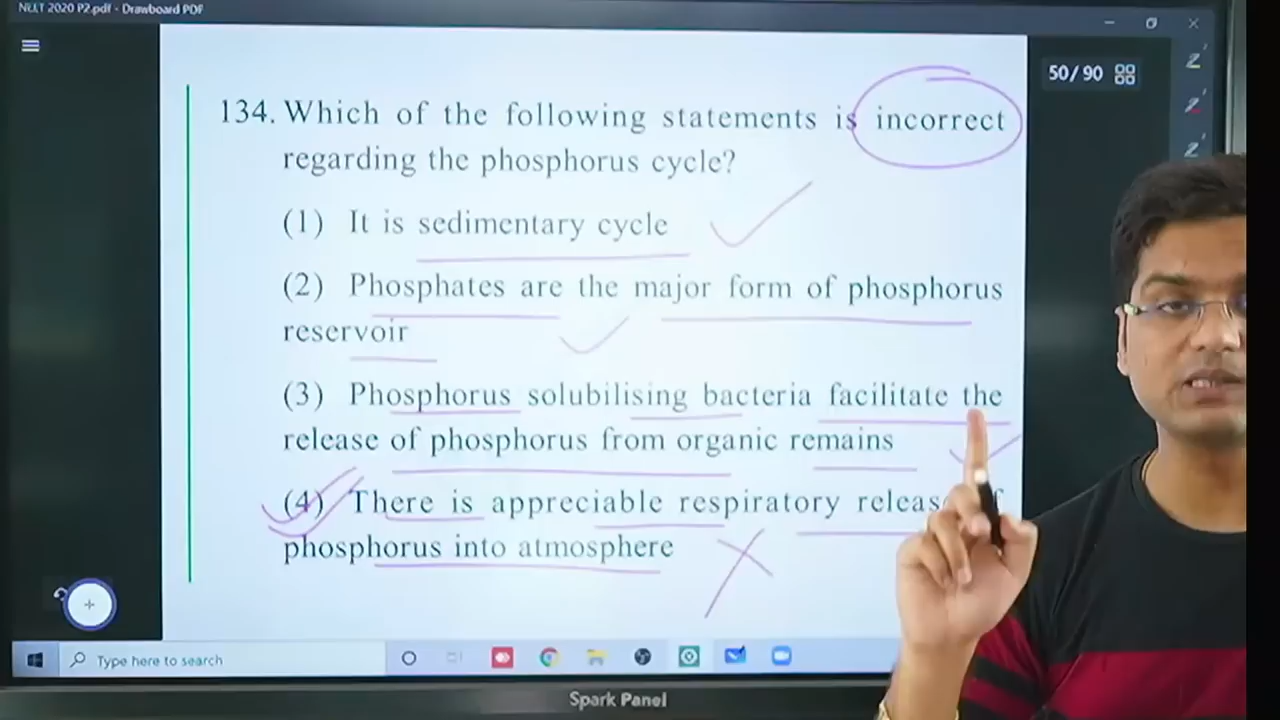 NEET 2020 P2.pdf - Drawboard PDF
50/90
134. Which of the following statements is incorrect
regarding the phosphorus cycle?
(1) It is sedimentary cycle
(2) Phosphates are the major form of phosphorus
reservoir
(3) Phosphorus solubilising bacteria facilitate the
release of phosphorus from organic remains
(4) There is appreciable respiratory
phosphorus into atmosphere
Type here to search
Spark Panel